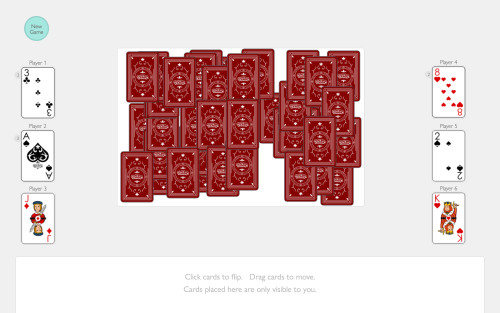 New
Game
Player 1
3
3
Player 2
A
A
Player 3
J
J
Player 4
8
8
Player 5
2
2
Player 6
K
K
Click cards to flip. Drag cards to move.
Cards placed here are only visible to you.